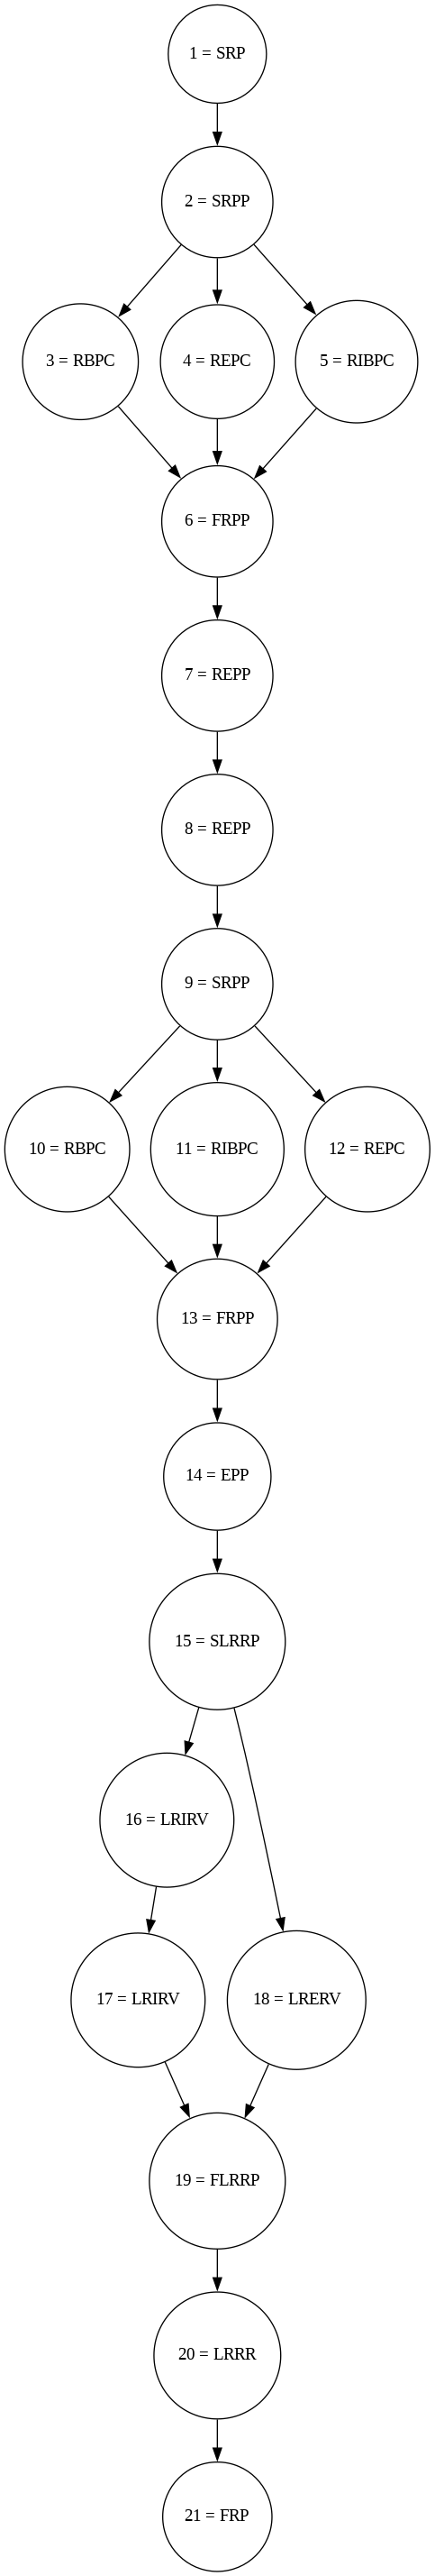 1 = SRP
2 = SRPP
3 = RBPC
4 = REPC
5 = RIBPC
6 = FRPP
7 = REPP
8 = REPP
9 = SRPP
10 = RBPC
11 = RIBPC
12 = REPC
13 = FRPP
14 = EPP
15 = SLRRP
16 = LRIRV
17 = LRIRV
18 = LRERV
19 = FLRRP
20 = LRRR
21 = FRP